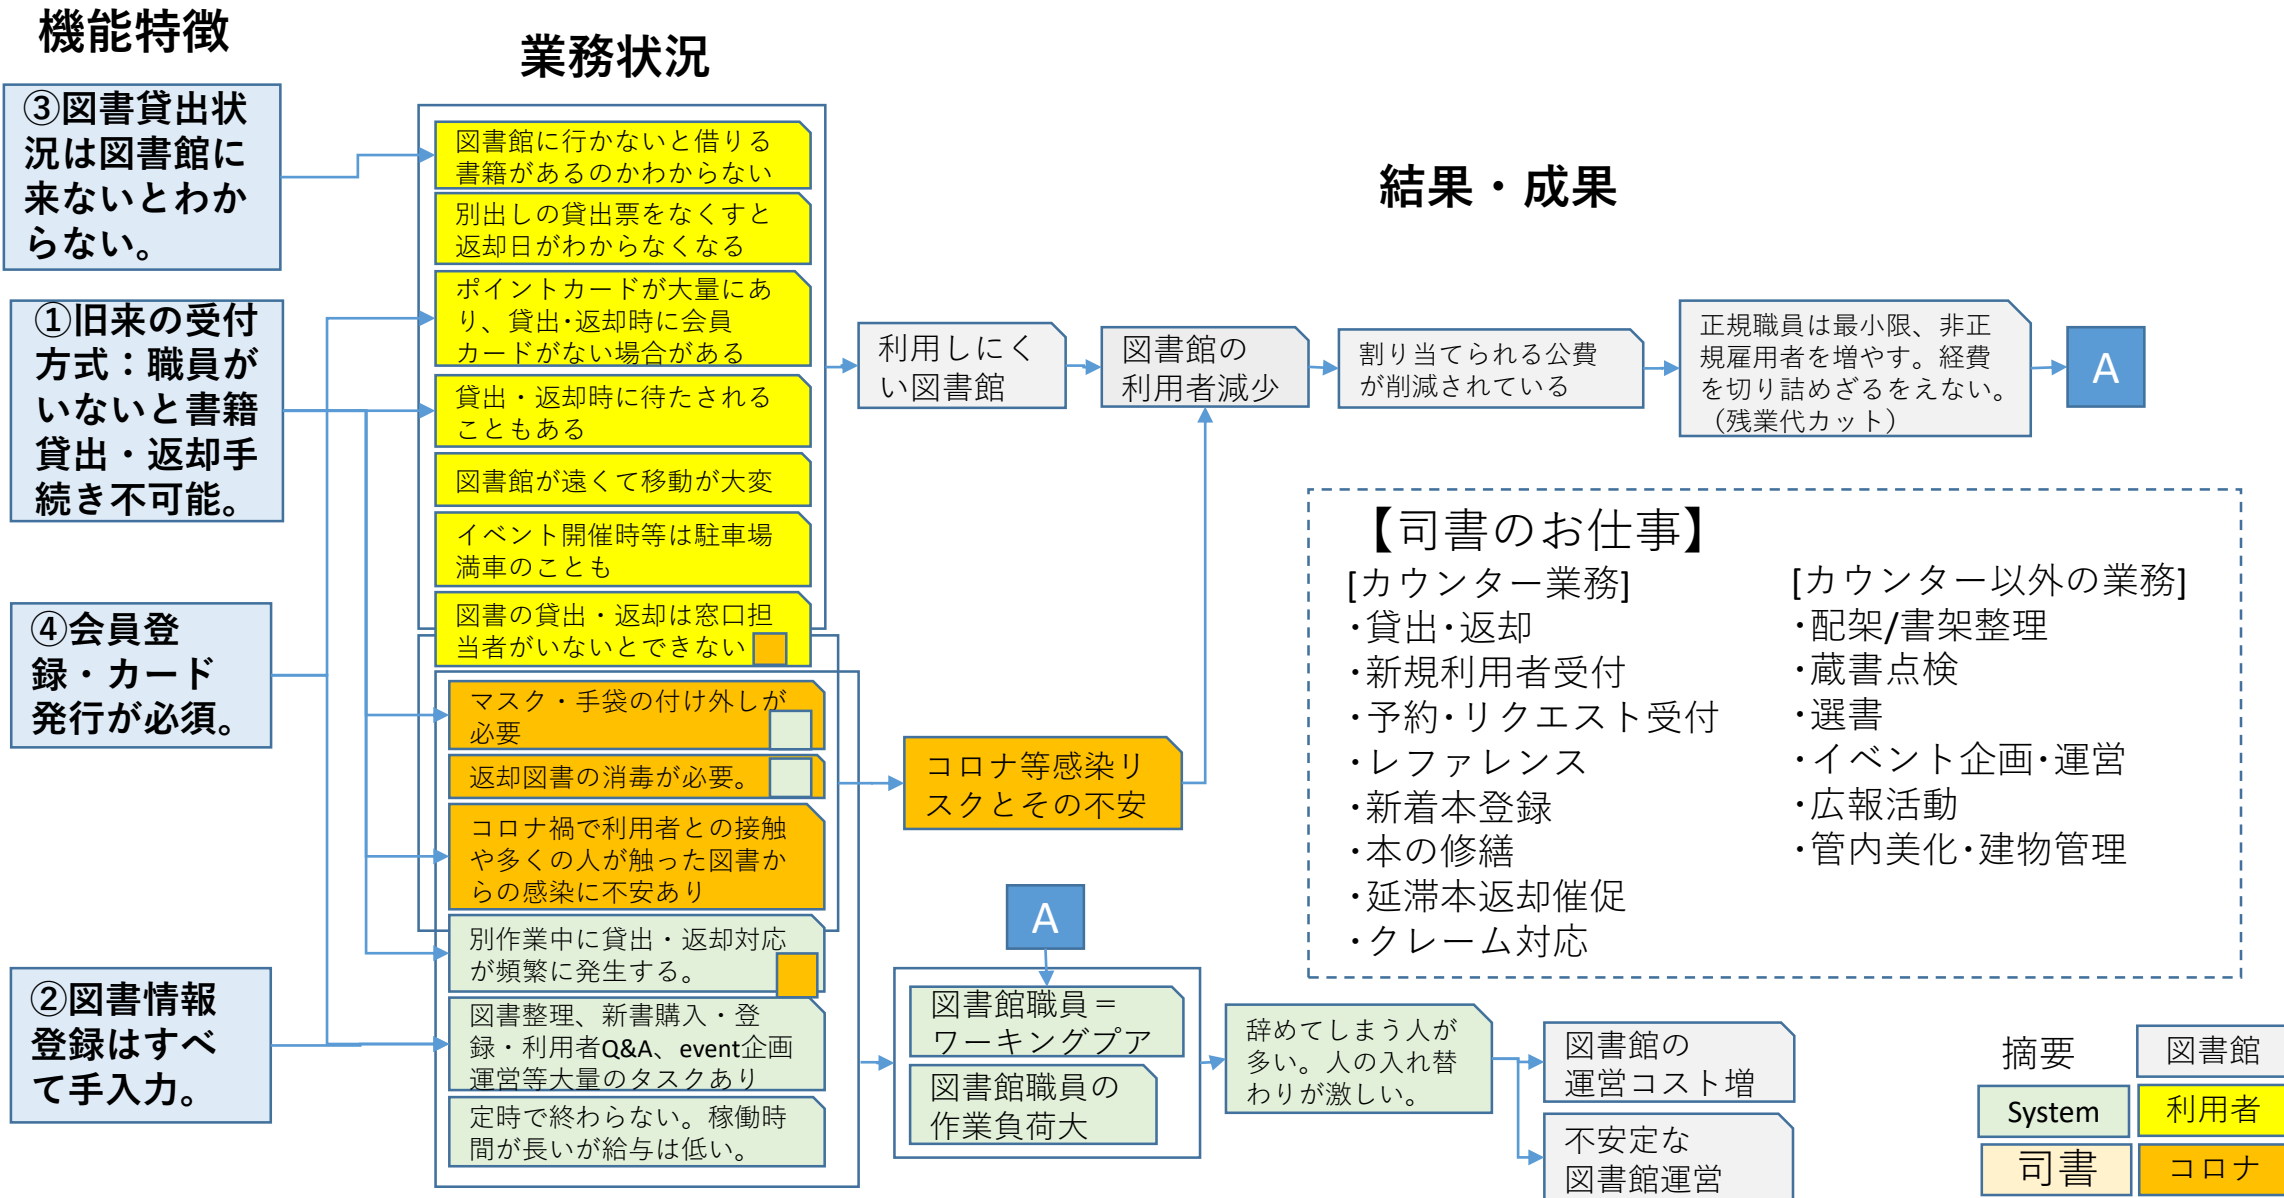 機能特徴
業務状況
結果・成果
③図書貸出状
況は図書館に
来ないとわか
らない。
①旧来の受付
方式：職員が
いないと書籍
貸出・返却手
続き不可能。
④会員登
録・カード
発行が必須。
②図書情報
登録はすべ
て手入力。
図書館に行かないと借りる
書籍があるのかわからない
別出しの貸出票をなくすと
返却日がわからなくなる
ポイントカードが大量にあ
り、貸出・返却時に会員
カードがない場合がある
貸出・返却時に待たされる
こともある
図書館が遠くて移動が大変
イベント開催時等は駐車場
満車のことも
図書の貸出・返却は窓口担
当者がいないとできない
マスク・手袋の付け外しが
必要
返却図書の消毒が必要。
コロナ禍で利用者との接触
や多くの人が触った図書か
らの感染に不安あり
別作業中に貸出・返却対応
が頻繁に発生する。
図書整理、新書購入・登
録・利用者Q&A、event企画
運営等大量のタスクあり
定時で終わらない。稼働時
間が長いが給与は低い。
利用しにく
い図書館
図書館の
利用者減少
割り当てられる公費
が削減されている
正規職員は最小限、非正
規雇用者を増やす。経費
を切り詰めざるをえない。
（残業代カット）
A
コロナ等感染リ
スクとその不安
【司書のお仕事】
[カウンター業務]
・貸出・返却
・新規利用者受付
・予約・リクエスト受付
・レファレンス
・新着本登録
・本の修繕
・延滞本返却催促
・クレーム対応
[カウンター以外の業務]
・配架/書架整理
・蔵書点検
・選書
・イベント企画・運営
・広報活動
・管内美化・建物管理
A
図書館職員＝
ワーキングプア
図書館職員の
作業負荷大
辞めてしまう人が
多い。人の入れ替
わりが激しい。
図書館の
運営コスト増
不安定な
図書館運営
摘要
図書館
System
利用者
司書
コロナ